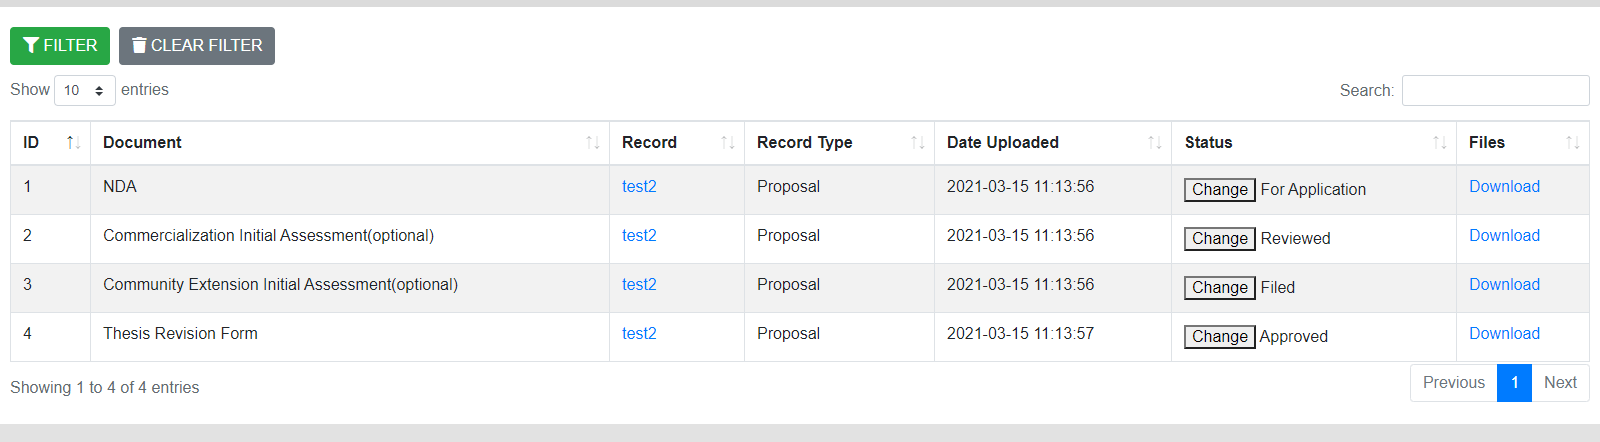 FILTER CLEAR FILTER
Show 10 entries Search:
ID Document Record Record Type Date Uploaded Status Files
1 NDA test2 Proposal 2021-03-15 11:13:56 Change For Application Download
2 Commercialization Initial Assessment(optional) test2 Proposal 2021-03-15 11:13:56 Change Reviewed Download
3 Community Extension Initial Assessment(optional) test2 Proposal 2021-03-15 11:13:56 Change Filed Download
4 Thesis Revision Form test2 Proposal 2021-03-15 11:13:57 Change Approved Download
Showing 1 to 4 of 4 entries Previous 1 Next